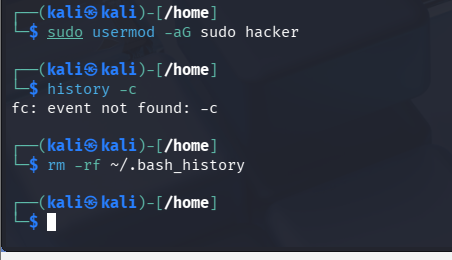 ┌──(kali㉿kali)-[/home]
└─$ sudo usermod -aG sudo hacker
┌──(kali㉿kali)-[/home]
└─$ history -c
fc: event not found: -c
┌──(kali㉿kali)-[/home]
└─$ rm -rf ~/.bash_history
┌──(kali㉿kali)-[/home]
└─$